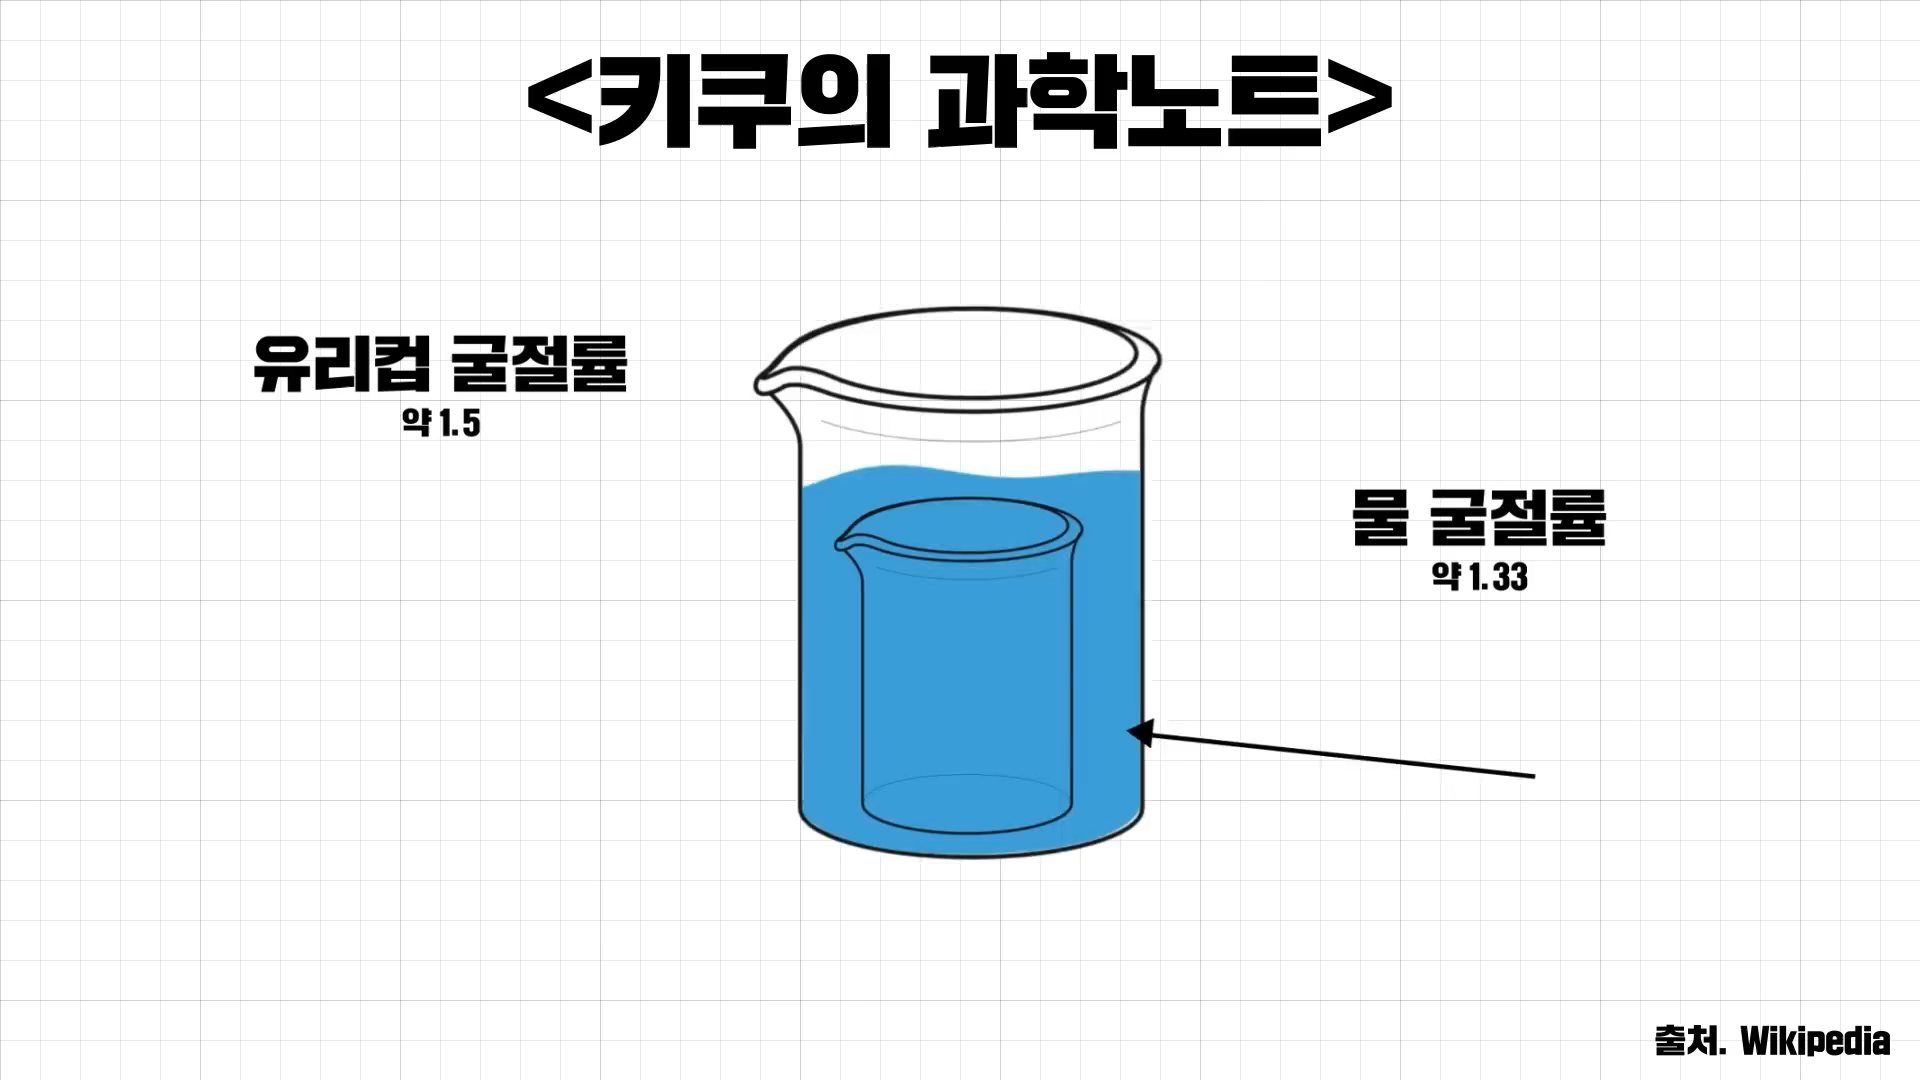 <키쿠의 과학노트>
유리컵 굴절률
약 1.5
물 굴절률
약 1.33
출처. Wikipedia